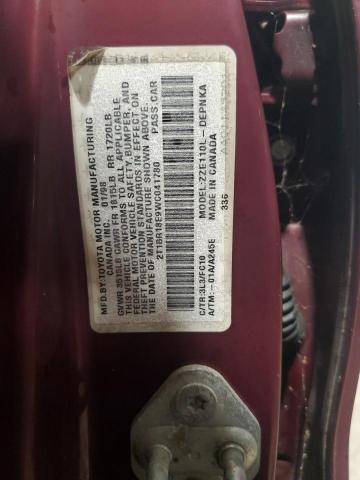 MFD.BY:TOYOTA MOTOR MANUFACTURING
CANADA INC. 01/98
GVWR 3515LB GAWR FR 1815LB RR 1720LB
THIS VEHICLE CONFORMS TO ALL APPLICABLE
FEDERAL MOTOR VEHICLE SAFETY,BUMPER, AND
THEFT PREVENTION STANDARDS IN EFFECT ON
THE DATE OF MANUFACTURE SHOWN ABOVE.
2T1BR18E9WC041780 PASS.CAR
336
C/TR:3L3/FC10 MODEL:ZZE110L-DEPNKA
A/TM:-01A/A245E MADE IN CANADA